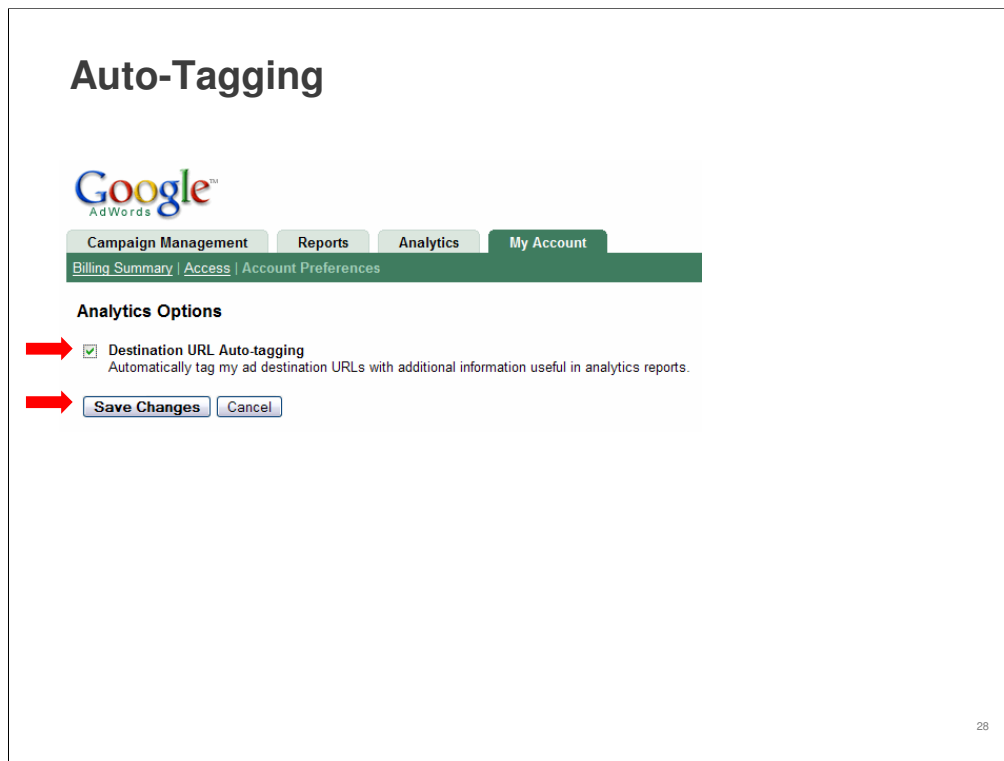 Auto-Tagging
Google™
AdWords
Campaign Management Reports Analytics My Account
Billing Summary | Access | Account Preferences
Analytics Options
Destination URL Auto-tagging
Automatically tag my ad destination URLs with additional information useful in analytics reports.
Save Changes Cancel
28